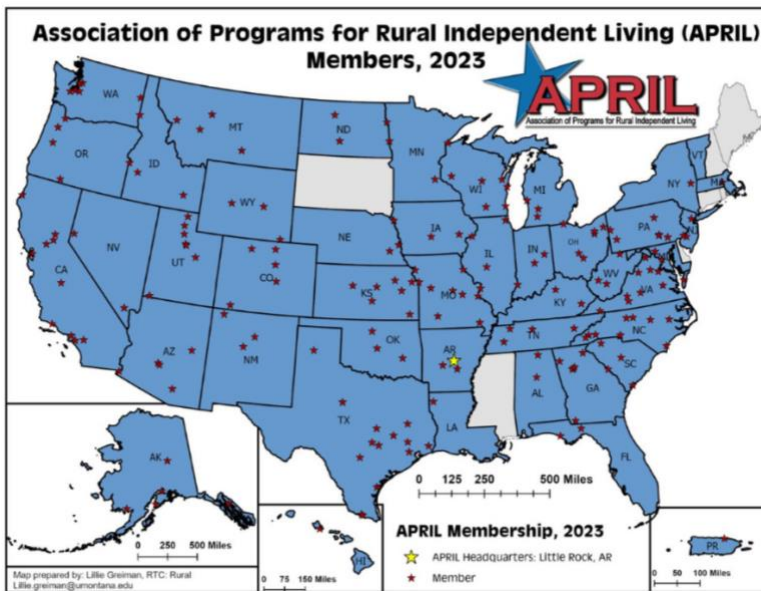 Association of Programs for Rural Independent Living (APRIL)
Members, 2023
APRIL
Association of Programs for Rural Independent Living
WA
MT
ND
MN
VT
OR
ID
WY
WI
MI
NY
MA
NV
UT
CO
NE
IA
IL
IN
OH
PA
NJ
CA
KS
MO
KY
WV
VA
AZ
NM
OK
AR
TN
NC
SC
TX
LA
AL
GA
FL
AK
HI
PR
0 125 250 500 Miles
0 250 500 Miles
0 75 150 Miles
0 50 100 Miles
APRIL Membership, 2023
APRIL Headquarters: Little Rock, AR
Member
Map prepared by: Lillie Greiman, RTC: Rural
Lillie.greiman@umontana.edu